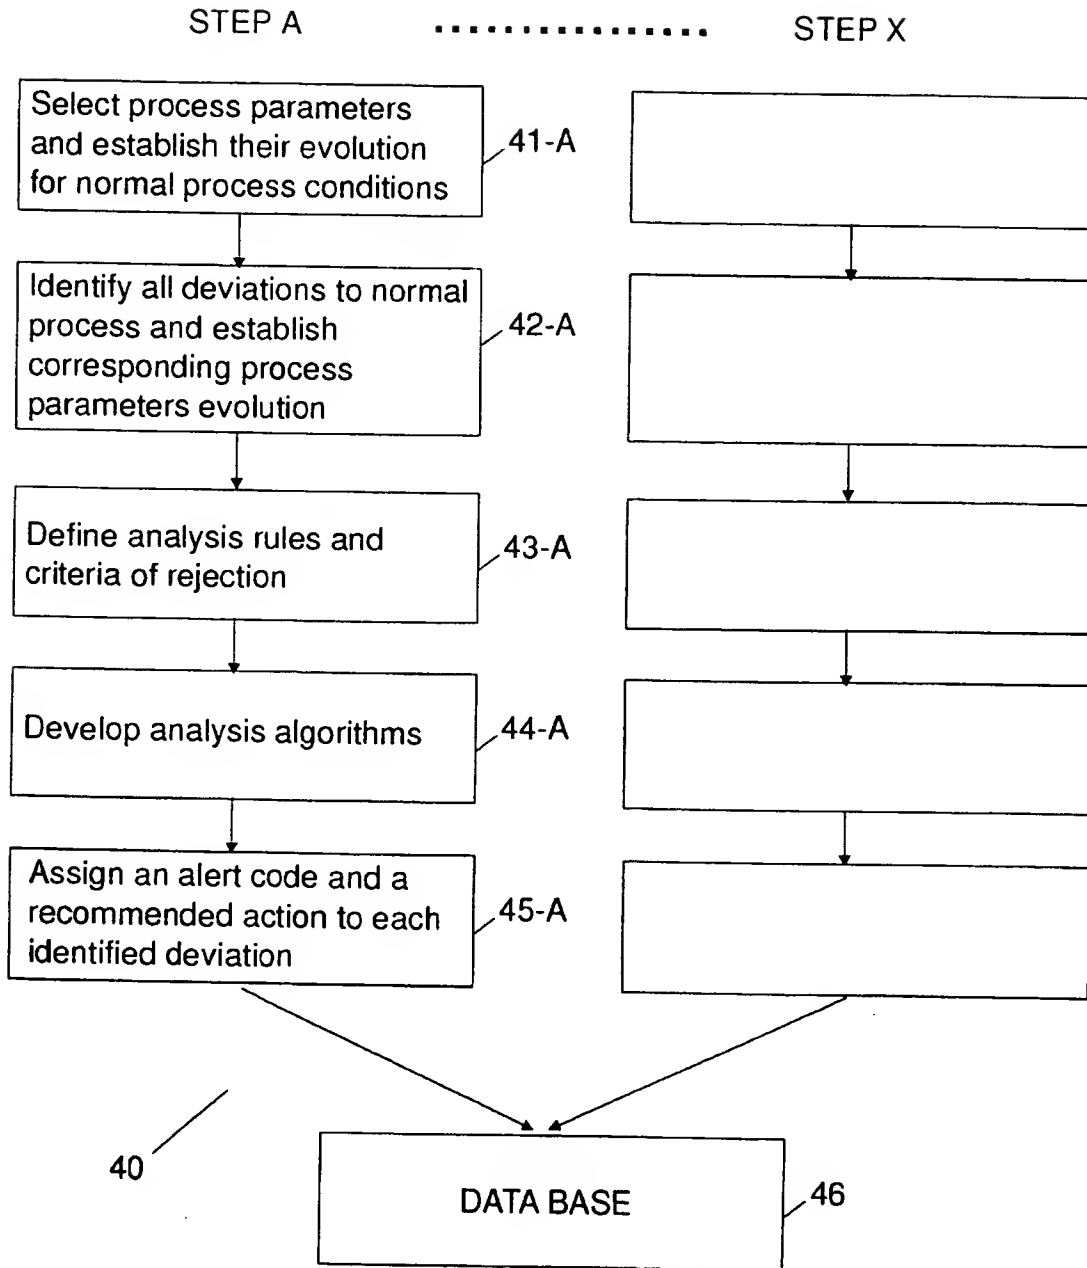 STEP A ............... STEP X
Select process parameters
and establish their evolution
for normal process conditions
41-A
Identify all deviations to normal
process and establish
corresponding process
parameters evolution
42-A
Define analysis rules and
criteria of rejection
43-A
Develop analysis algorithms
44-A
Assign an alert code and a
recommended action to each
identified deviation
45-A
40
DATA BASE
46